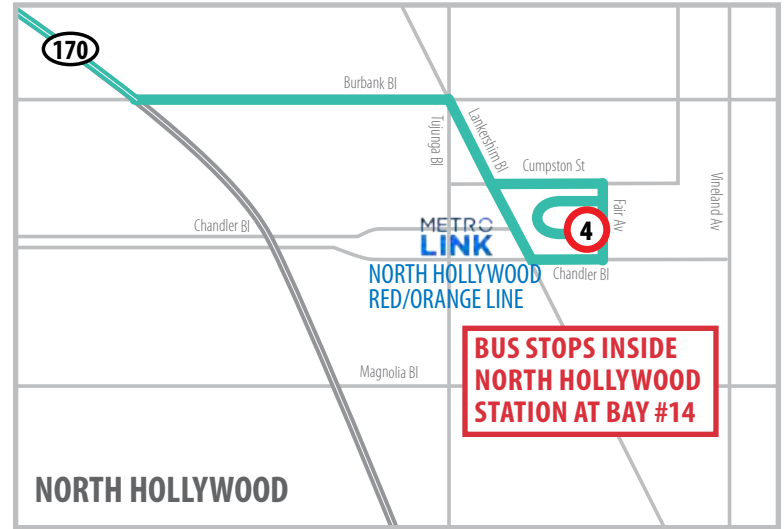 170
Burbank Bl
Tujunga Bl
Lankershim Bl
Cumpston St
Vineland Av
Fair Av
Chandler Bl
METRO
LINK
4
NORTH HOLLYWOOD
RED/ORANGE LINE
Chandler Bl
BUS STOPS INSIDE
NORTH HOLLYWOOD
STATION AT BAY #14
Magnolia Bl
NORTH HOLLYWOOD